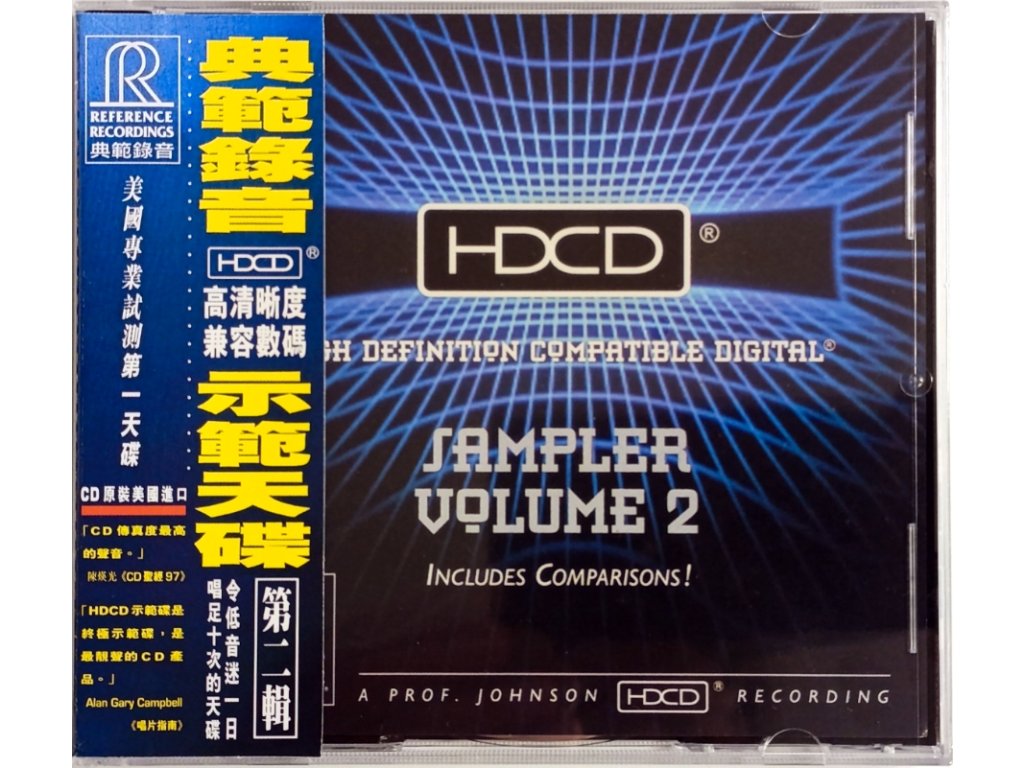 REFERENCE
RECORDINGS
典範錄音
美國專業試測第一天碟
CD原裝美國進口
「CD傳真度最高
的聲音。」
陳煐光《CD聖經97》
「HDCD示範碟是
終極示範碟,是
最靚聲的CD產
品。」
Alan Gary Campbell
《唱片指南》
典範錄音
HDCD®
高清晰度
兼容數碼
示範天碟
第二輯
令低音迷一日
唱足十次的天碟
HDCD®
GH DEFINITION COMPATIBLE DIGITAL®
SAMPLER
VOLUME 2
INCLUDES COMPARISONS!
A PROF. JOHNSON HDCD® RECORDING